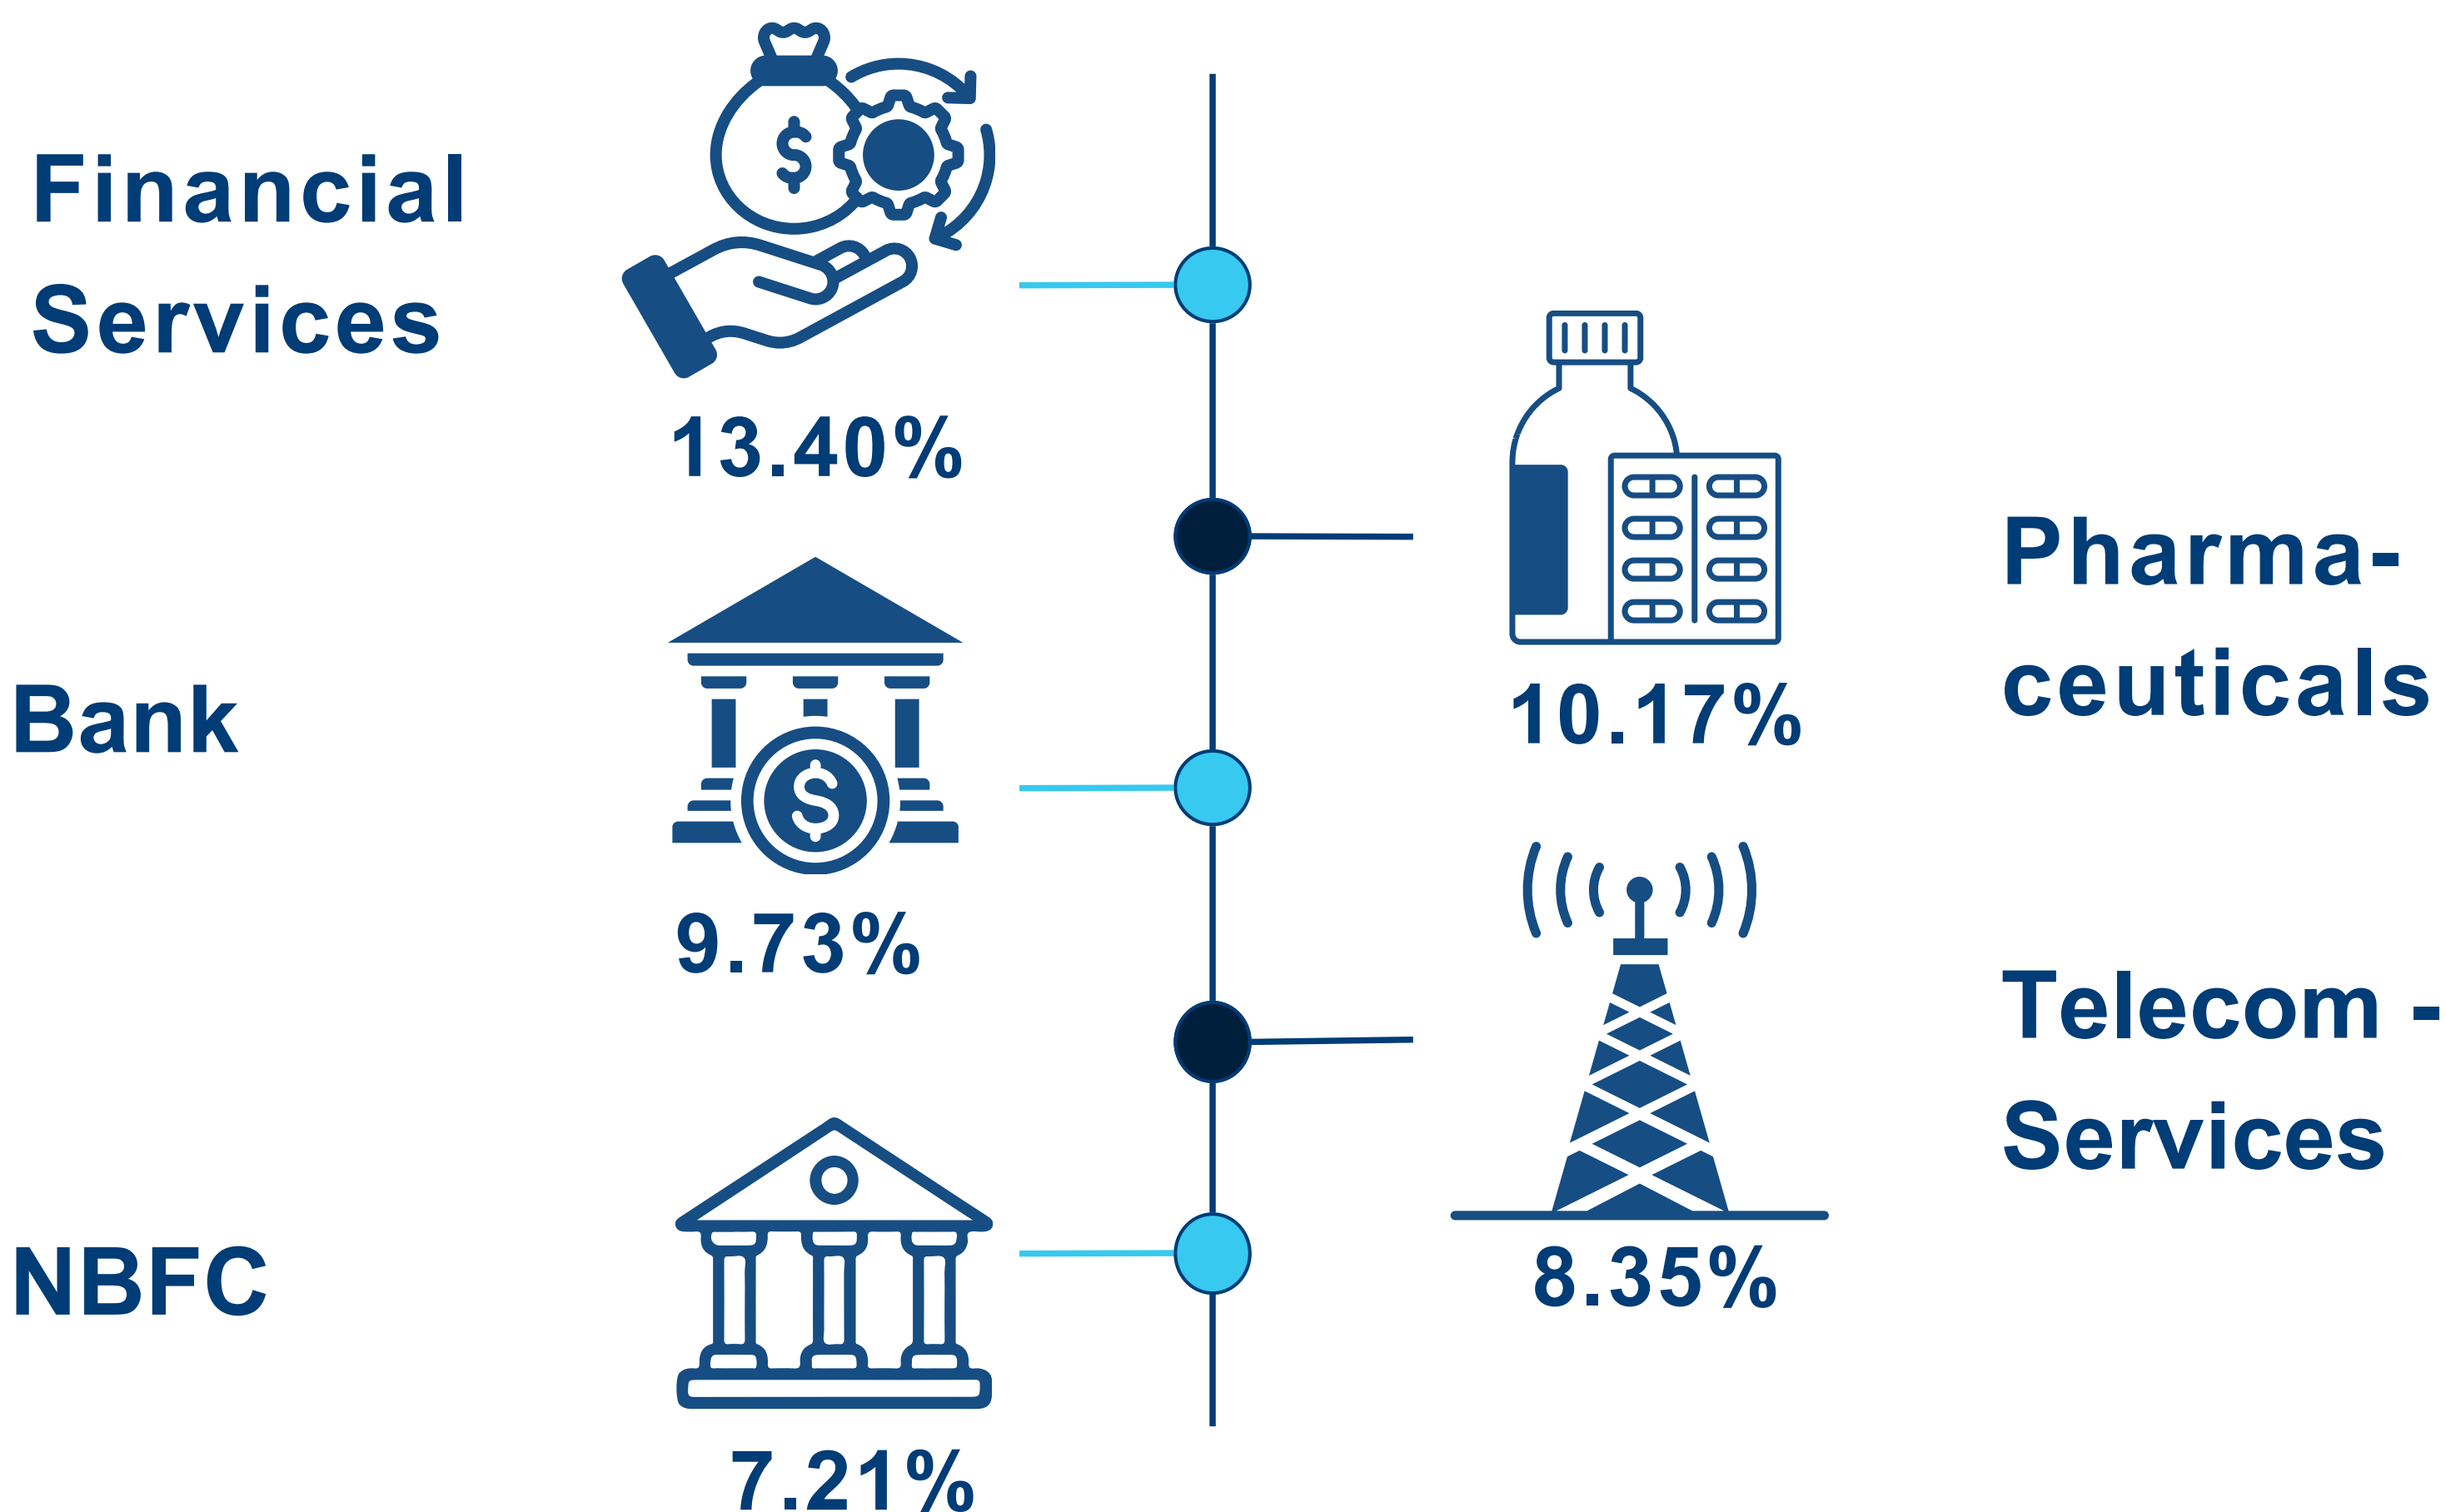 Financial
Services
13.40%
Pharma-
ceuticals
10.17%
Bank
9.73%
Telecom -
Services
8.35%
NBFC
7.21%